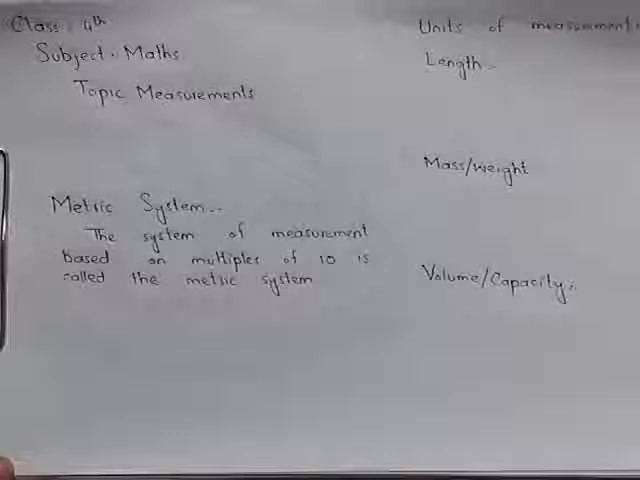 Class : 4th
Subject . Maths
Topic Measurements
Metric System..
The system of measurement
based on multiples of 10 is
called the metric system
Units of measurement
Length -
Mass/weight
Volume/Capacity :